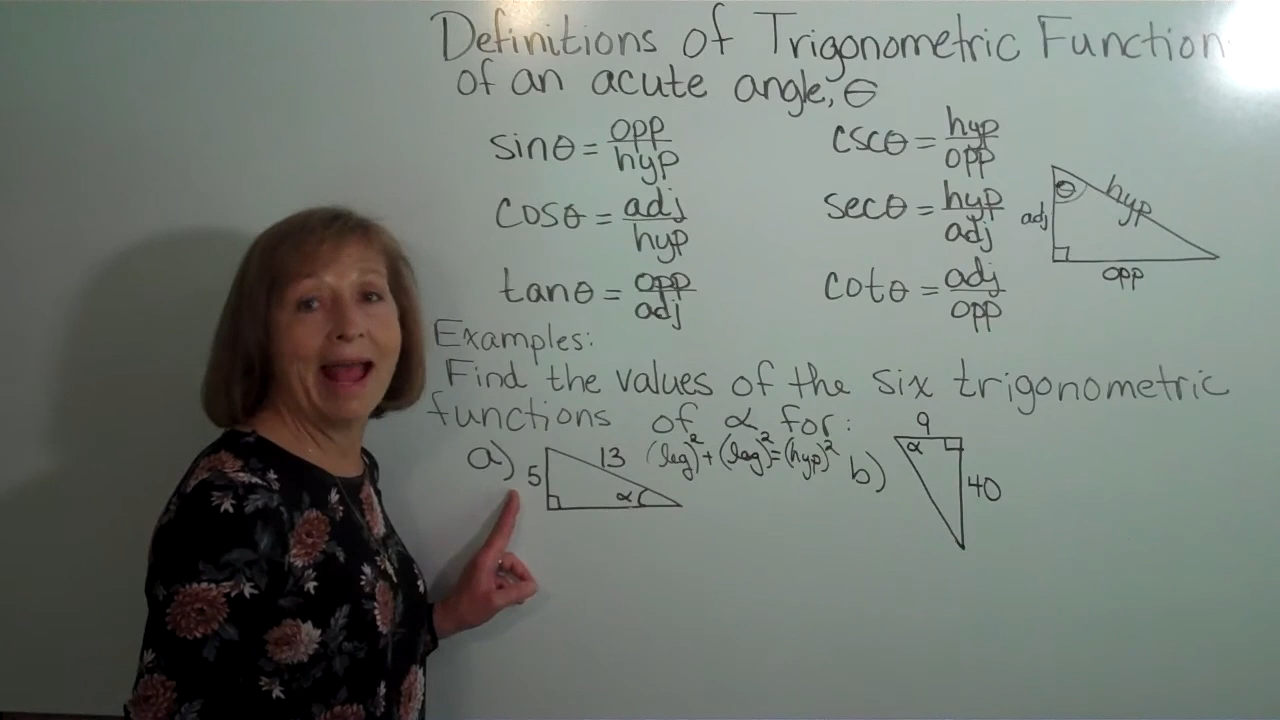 Definitions of Trigonometric Function
of an acute angle, θ
sinθ = opp/hyp
cscθ = hyp/opp
cosθ = adj/hyp
secθ = hyp/adj
tanθ = opp/adj
cotθ = adj/opp
θ
hyp
adj
opp
Examples:
Find the values of the six trigonometric
functions of α for:
a)
5
13
α
(leg)² + (leg)² = (hyp)²
b)
9
α
40